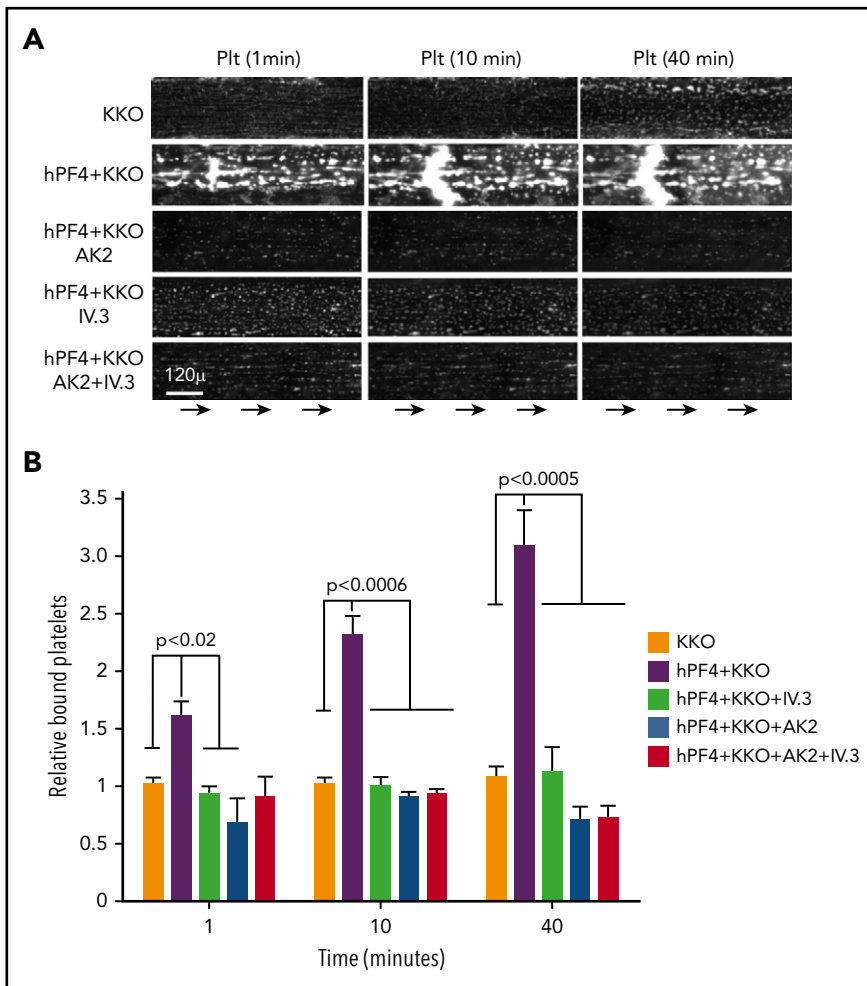 A
Plt (1min) Plt (10 min) Plt (40 min)
KKO
hPF4+KKO
hPF4+KKO
AK2
hPF4+KKO
IV.3
hPF4+KKO
AK2+IV.3
120μ
B
3.5
3.0
2.5
2
1.5
1
0.5
0
Relative bound platelets
p<0.02
p<0.0006
p<0.0005
KKO
hPF4+KKO
hPF4+KKO+IV.3
hPF4+KKO+AK2
hPF4+KKO+AK2+IV.3
1 10 40
Time (minutes)